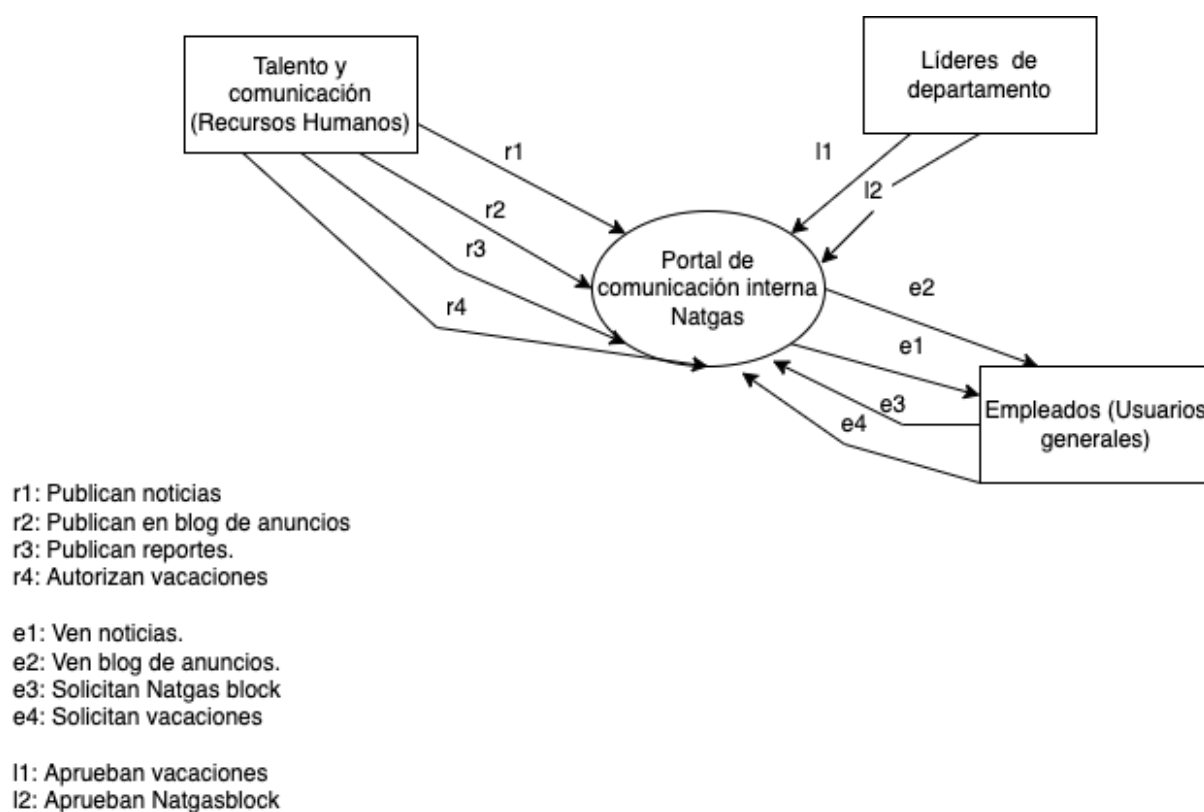 Talento y
comunicación
(Recursos Humanos)
Líderes de
departamento
r1
l1
r2
l2
r3
Portal de
comunicación interna
Natgas
r4
e2
e1
e3
e4
Empleados (Usuarios
generales)
r1: Publican noticias
r2: Publican en blog de anuncios
r3: Publican reportes.
r4: Autorizan vacaciones
e1: Ven noticias.
e2: Ven blog de anuncios.
e3: Solicitan Natgas block
e4: Solicitan vacaciones
l1: Aprueban vacaciones
l2: Aprueban Natgasblock